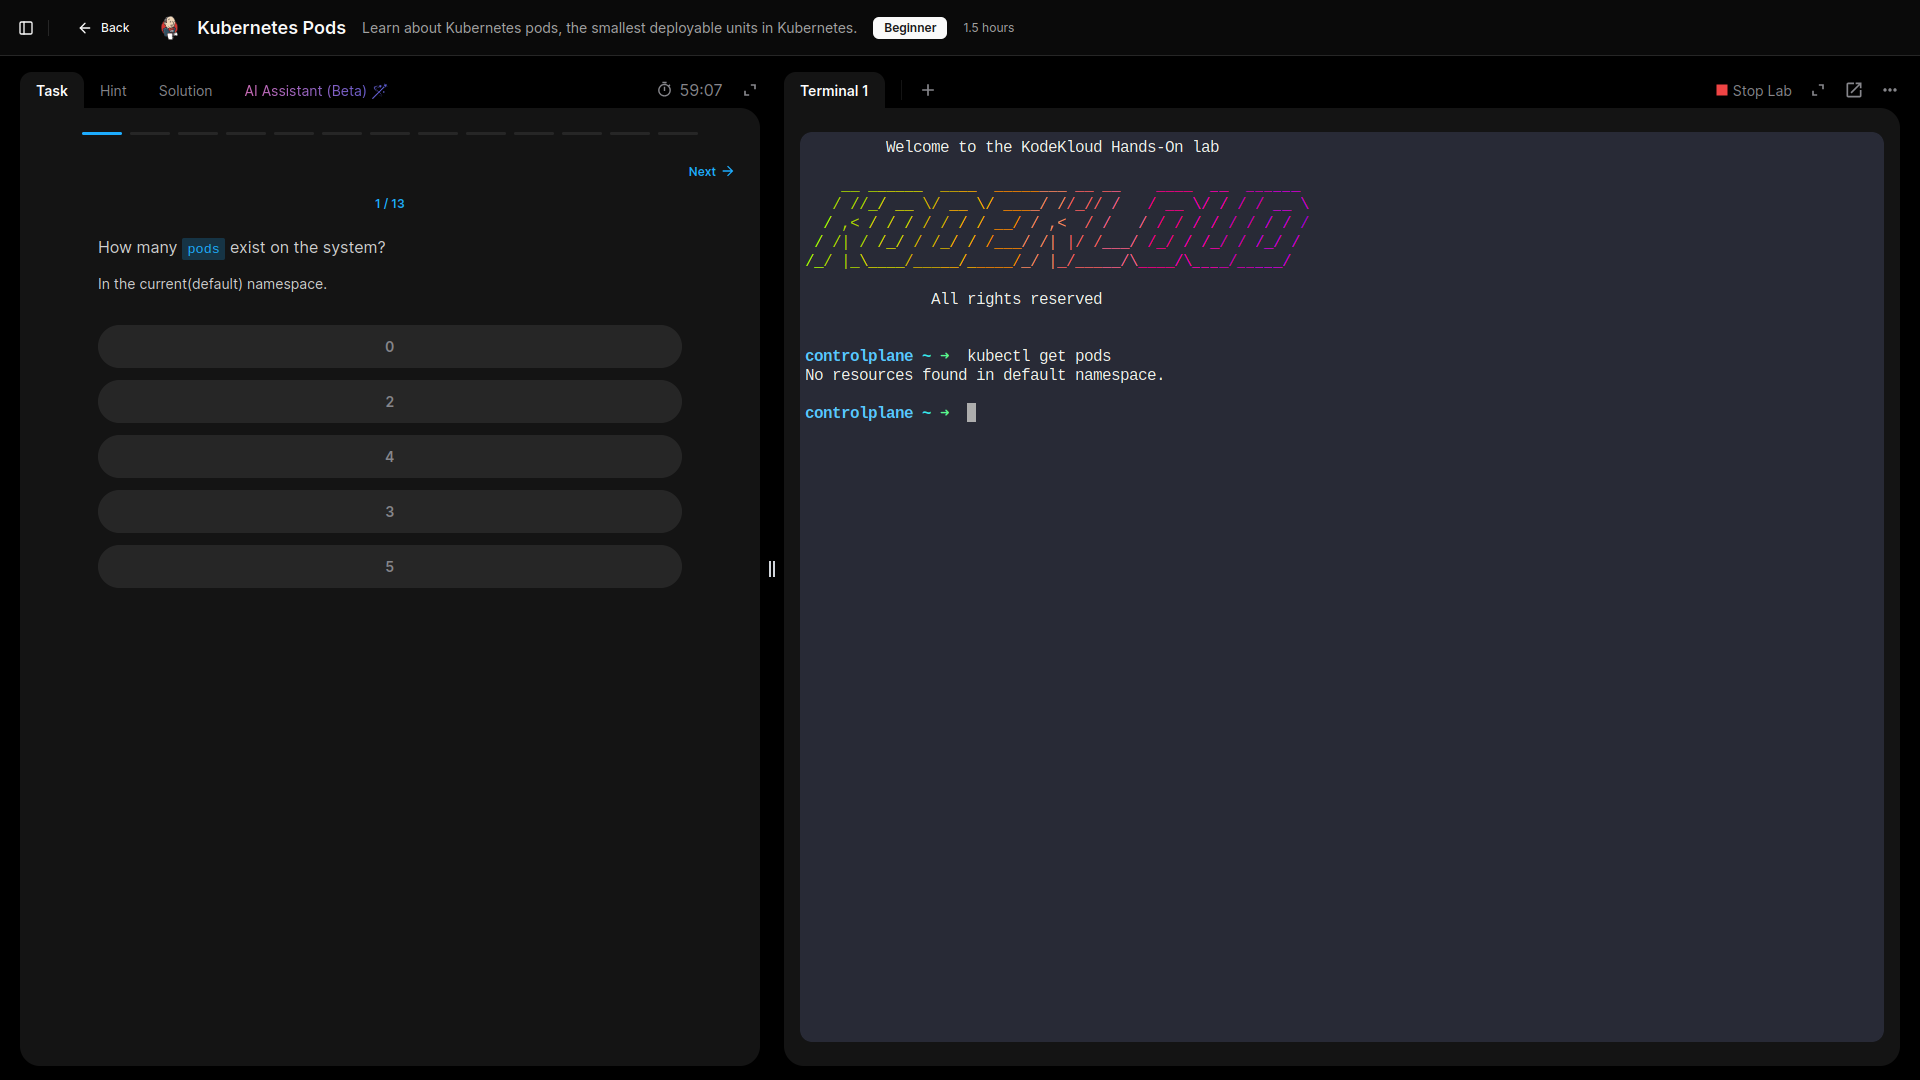 Back
Kubernetes Pods
Learn about Kubernetes pods, the smallest deployable units in Kubernetes.
Beginner
1.5 hours
Task
Hint
Solution
AI Assistant (Beta)
59:07
Next
1 / 13
How many pods exist on the system?
In the current(default) namespace.
0
2
4
3
5
Terminal 1
Stop Lab
Welcome to the KodeKloud Hands-On lab
KODEKLOUD
All rights reserved
controlplane ~ ➜ kubectl get pods
No resources found in default namespace.
controlplane ~ ➜